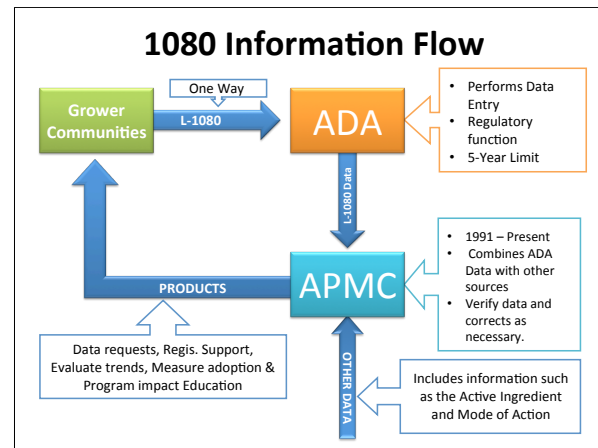 1080 Information Flow
One Way
Grower
Communities
L-1080
ADA
• Performs Data
Entry
• Regulatory
function
• 5-Year Limit
L-1080 Data
• 1991 – Present
• Combines ADA
Data with other
sources
• Verify data and
corrects as
necessary.
APMC
PRODUCTS
Data requests, Regis. Support,
Evaluate trends, Measure adoption &
Program impact Education
OTHER DATA
Includes information such
as the Active Ingredient
and Mode of Action